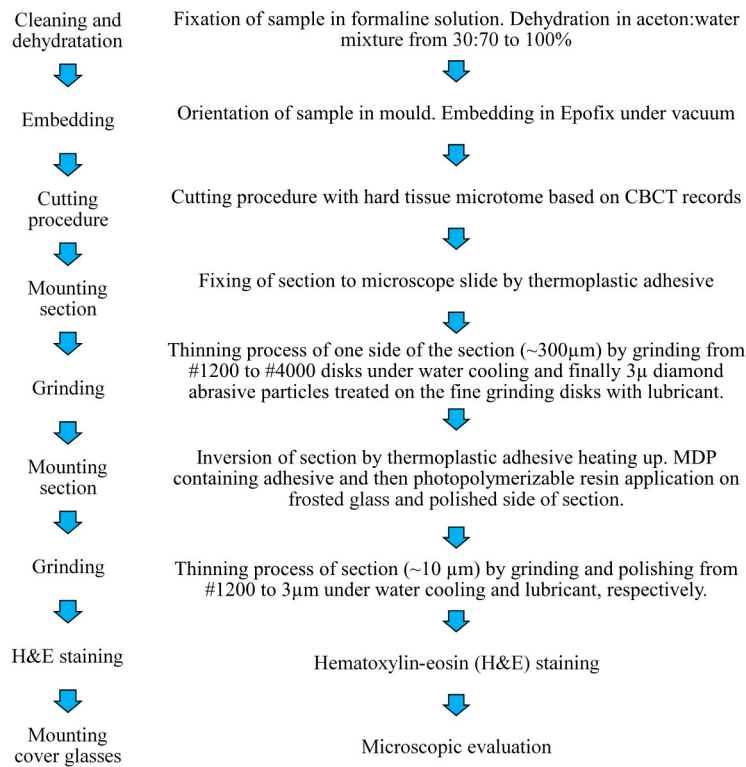 Cleaning and
dehydratation
Fixation of sample in formaline solution. Dehydration in aceton:water
mixture from 30:70 to 100%
Embedding
Orientation of sample in mould. Embedding in Epofix under vacuum
Cutting
procedure
Cutting procedure with hard tissue microtome based on CBCT records
Mounting
section
Fixing of section to microscope slide by thermoplastic adhesive
Grinding
Thinning process of one side of the section (~300µm) by grinding from
#1200 to #4000 disks under water cooling and finally 3µ diamond
abrasive particles treated on the fine grinding disks with lubricant.
Mounting
section
Inversion of section by thermoplastic adhesive heating up. MDP
containing adhesive and then photopolymerizable resin application on
frosted glass and polished side of section.
Grinding
Thinning process of section (~10 µm) by grinding and polishing from
#1200 to 3µm under water cooling and lubricant, respectively.
H&E staining
Hematoxylin-eosin (H&E) staining
Mounting
cover glasses
Microscopic evaluation